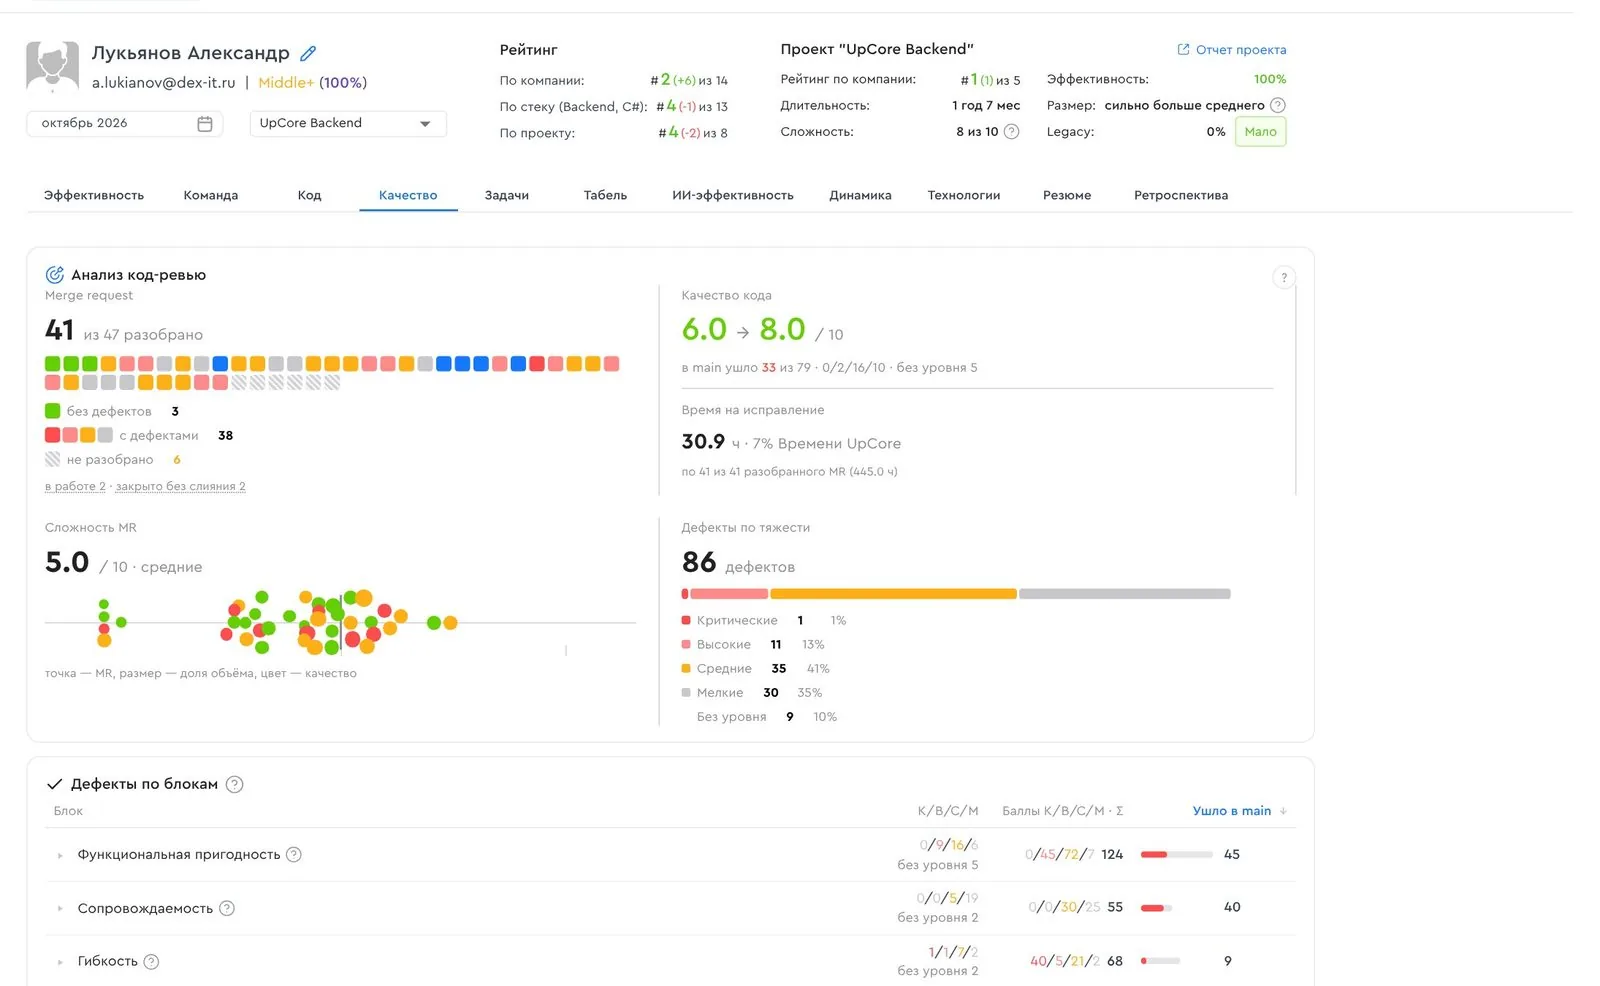 Лукьянов Александр
a.lukianov@dex-it.ru | Middle+ (100%)
октябрь 2026
UpCore Backend
Рейтинг
По компании: #2 (+6) из 14
По стеку (Backend, C#): #4 (-1) из 13
По проекту: #4 (-2) из 8
Проект "UpCore Backend"
Отчет проекта
Рейтинг по компании: #1 (1) из 5
Эффективность: 100%
Длительность: 1 год 7 мес
Размер: сильно больше среднего ?
Сложность: 8 из 10 ?
Legacy: 0% Мало
Эффективность Команда Код Качество Задачи Табель ИИ-эффективность Динамика Технологии Резюме Ретроспектива
Анализ код-ревью
?
Merge request
41 из 47 разобрано
без дефектов 3
с дефектами 38
не разобрано 6
в работе 2 · закрыто без слияния 2
Качество кода
6.0 → 8.0 / 10
в main ушло 33 из 79 · 0/2/16/10 · без уровня 5
Время на исправление
30.9 ч · 7% Времени UpCore
по 41 из 41 разобранного MR (445.0 ч)
Сложность MR
5.0 / 10 · средние
точка — MR, размер — доля объёма, цвет — качество
Дефекты по тяжести
86 дефектов
Критические 1 1%
Высокие 11 13%
Средние 35 41%
Мелкие 30 35%
Без уровня 9 10%
Дефекты по блокам ?
Блок К/В/С/М Баллы К/В/С/М · Σ Ушло в main ↓
Функциональная пригодность ? 0/9/16/6 0/45/72/7 124 45
без уровня 5
Сопровождаемость ? 0/0/5/19 0/0/30/25 55 40
без уровня 2
Гибкость ? 1/1/7/2 40/5/21/2 68 9
без уровня 2